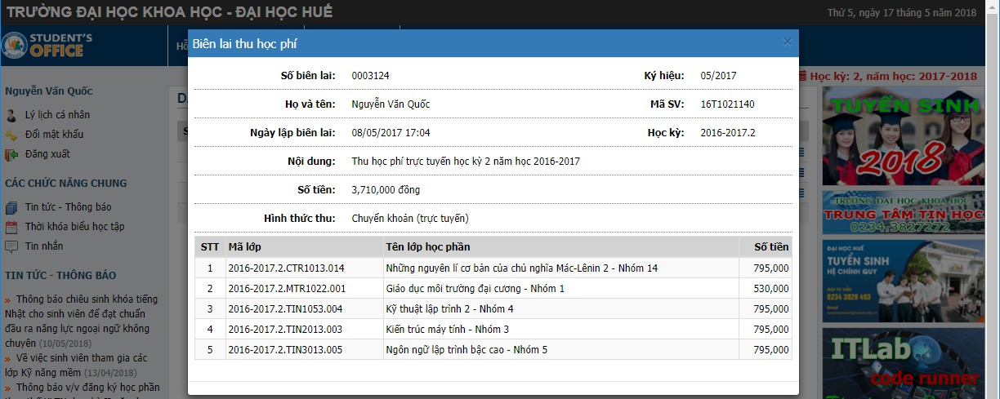 TRƯỜNG ĐẠI HỌC KHOA HỌC - ĐẠI HỌC HUẾ
Thứ 5, ngày 17 tháng 5 năm 2018
STUDENT'S
OFFICE
Biên lai thu học phí
×
Học kỳ: 2, năm học: 2017-2018
Nguyễn Văn Quốc
Lý lịch cá nhân
Đổi mật khẩu
Đăng xuất
CÁC CHỨC NĂNG CHUNG
Tin tức - Thông báo
Thời khóa biểu học tập
Tin nhắn
TIN TỨC - THÔNG BÁO
» Thông báo chiêu sinh khóa tiếng
Nhật cho sinh viên để đạt chuẩn
đầu ra năng lực ngoại ngữ không
chuyên (10/05/2018)
» Về việc sinh viên tham gia các
lớp Kỹ năng mềm (13/04/2018)
» Thông báo v/v đăng ký học phần
Số biên lai: 0003124 Ký hiệu: 05/2017
Họ và tên: Nguyễn Văn Quốc Mã SV: 16T1021140
Ngày lập biên lai: 08/05/2017 17:04 Học kỳ: 2016-2017.2
Nội dung: Thu học phí trực tuyến học kỳ 2 năm học 2016-2017
Số tiền: 3,710,000 đồng
Hình thức thu: Chuyển khoản (trực tuyến)
STT Mã lớp Tên lớp học phần Số tiền
1 2016-2017.2.CTR1013.014 Những nguyên lí cơ bản của chủ nghĩa Mác-Lênin 2 - Nhóm 14 795,000
2 2016-2017.2.MTR1022.001 Giáo dục môi trường đại cương - Nhóm 1 530,000
3 2016-2017.2.TIN1053.004 Kỹ thuật lập trình 2 - Nhóm 4 795,000
4 2016-2017.2.TIN2013.003 Kiến trúc máy tính - Nhóm 3 795,000
5 2016-2017.2.TIN3013.005 Ngôn ngữ lập trình bậc cao - Nhóm 5 795,000
TUYỂN SINH
2018
TRƯỜNG ĐẠI HỌC KHOA HỌC
TRUNG TÂM TIN HỌC
0234.3827272
ĐẠI HỌC HUẾ
TUYỂN SINH
HỆ CHÍNH QUY
0234 3828 493
ITLab
code runner